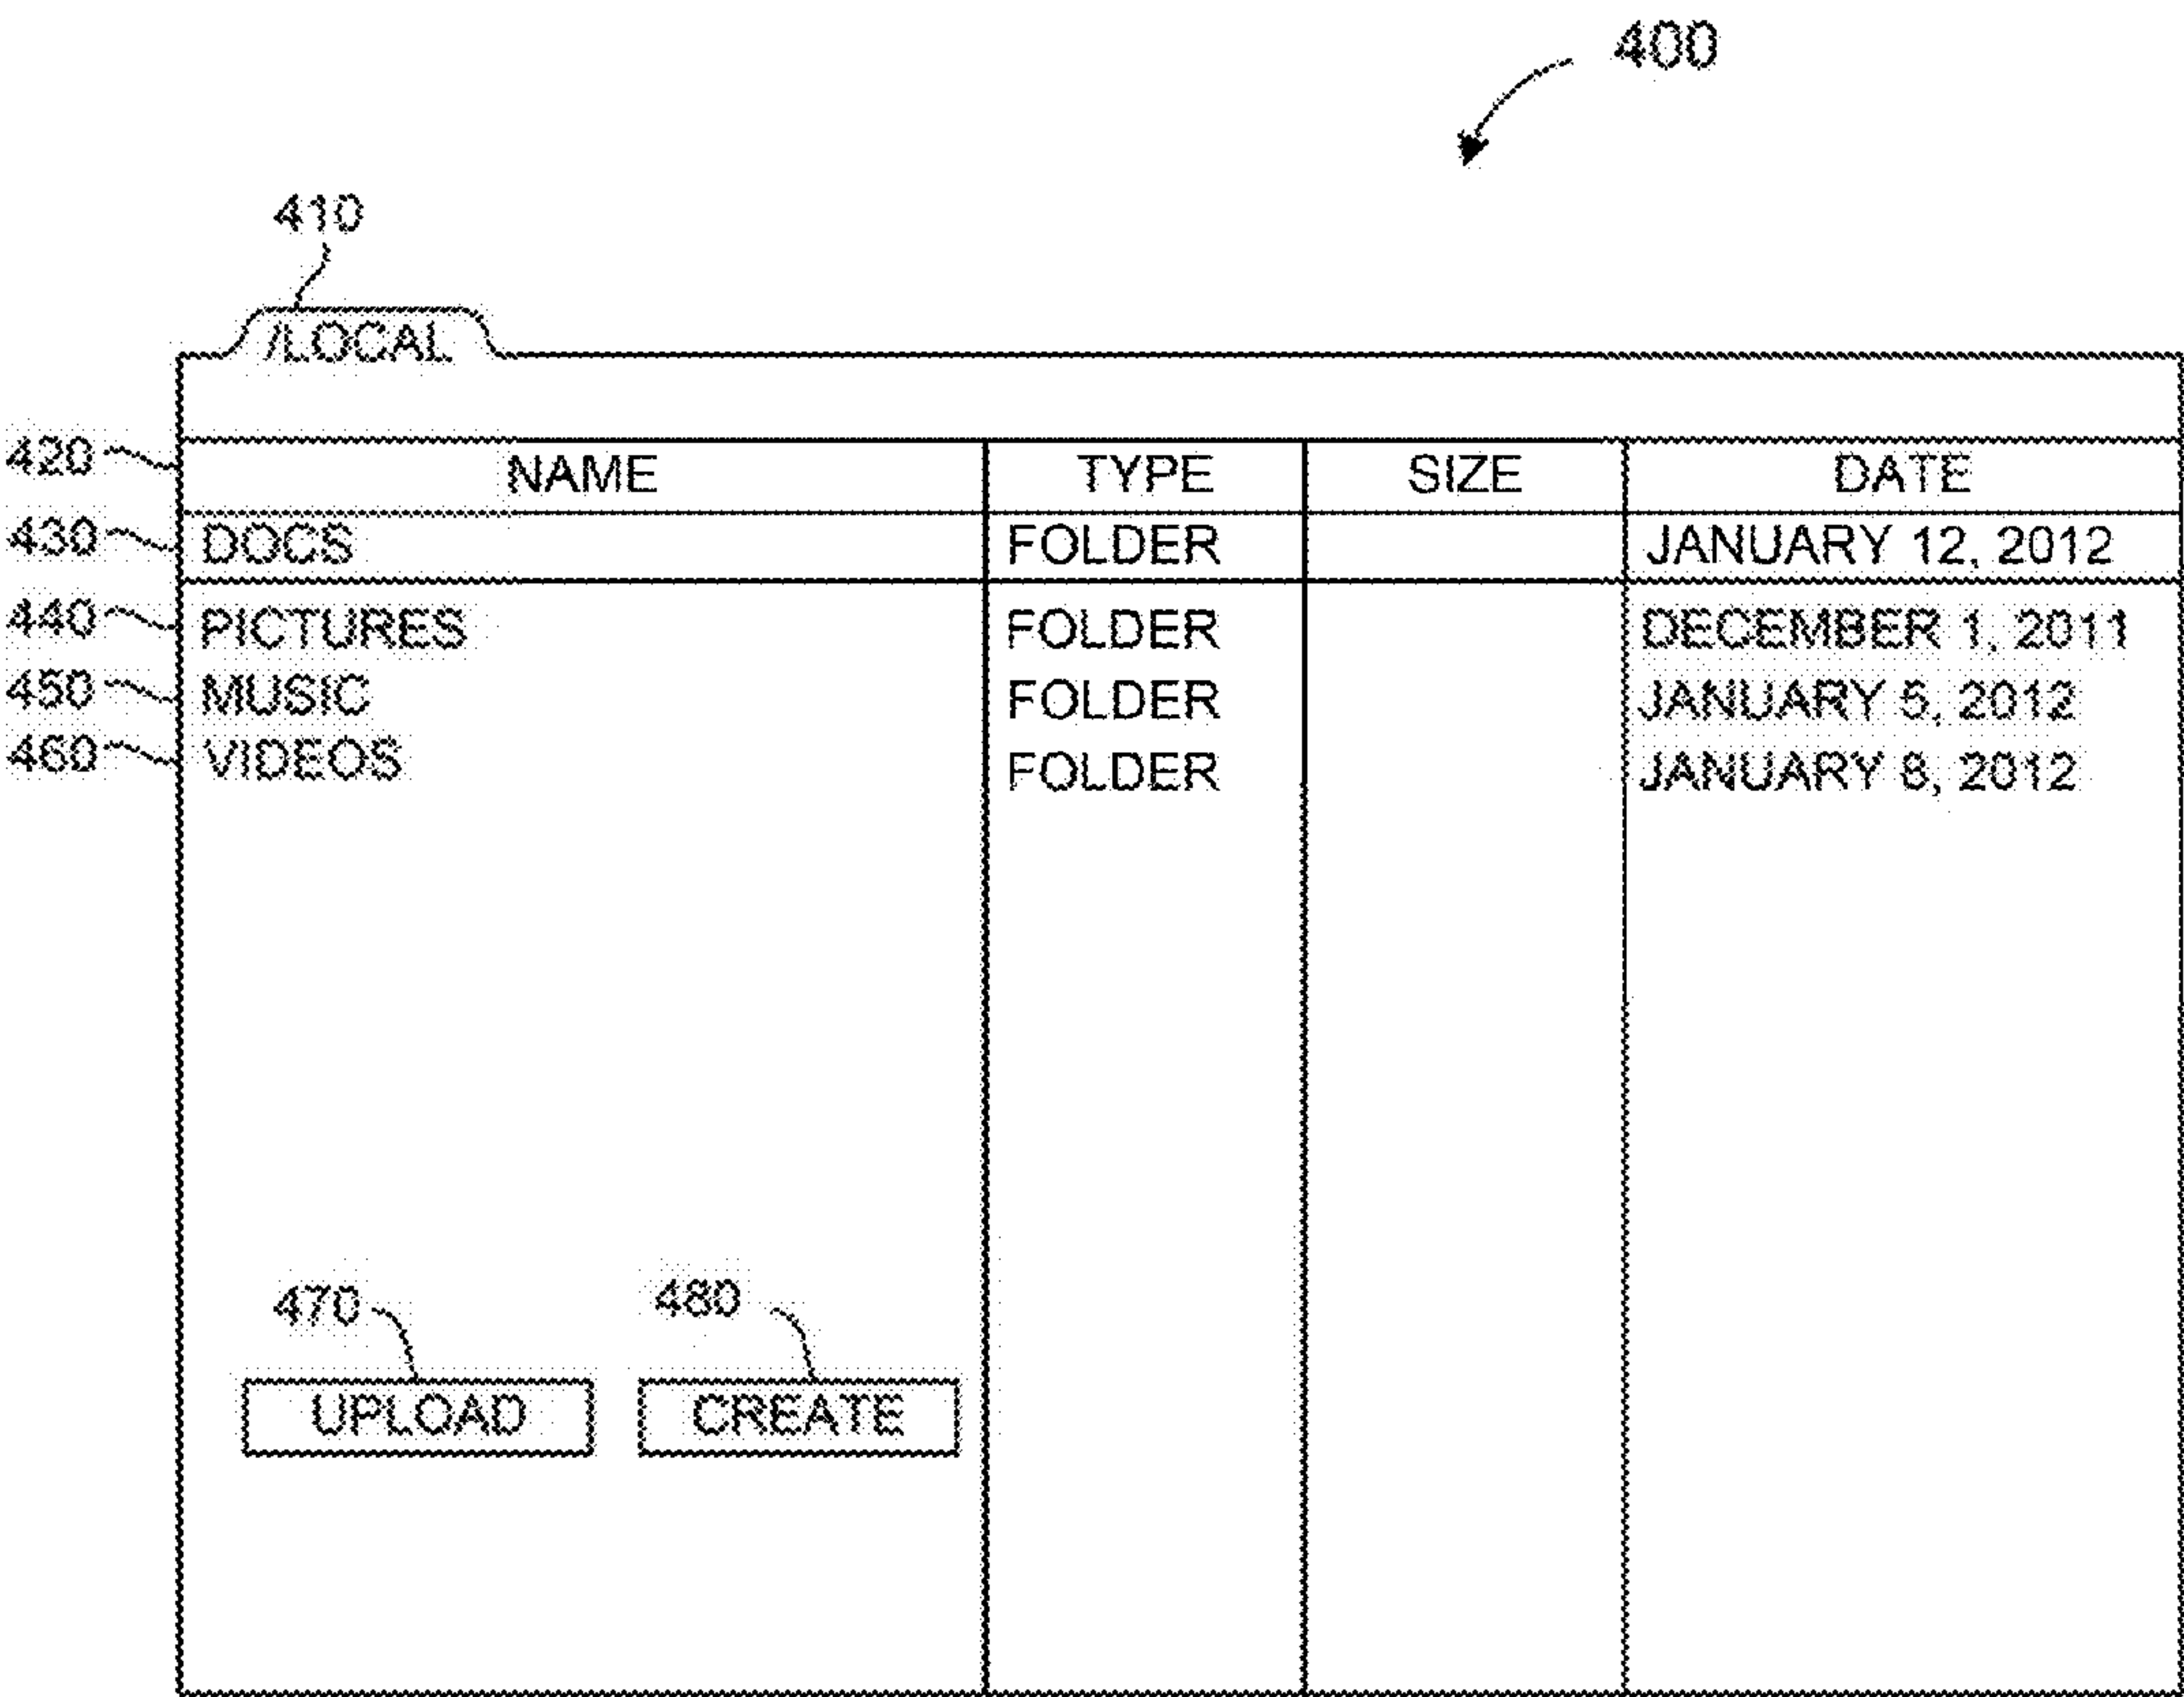 400
410
/LOCAL
420 NAME TYPE SIZE DATE
430 DOCS FOLDER JANUARY 12, 2012
440 PICTURES FOLDER DECEMBER 1, 2011
450 MUSIC FOLDER JANUARY 5, 2012
460 VIDEOS FOLDER JANUARY 8, 2012
470 480
UPLOAD CREATE